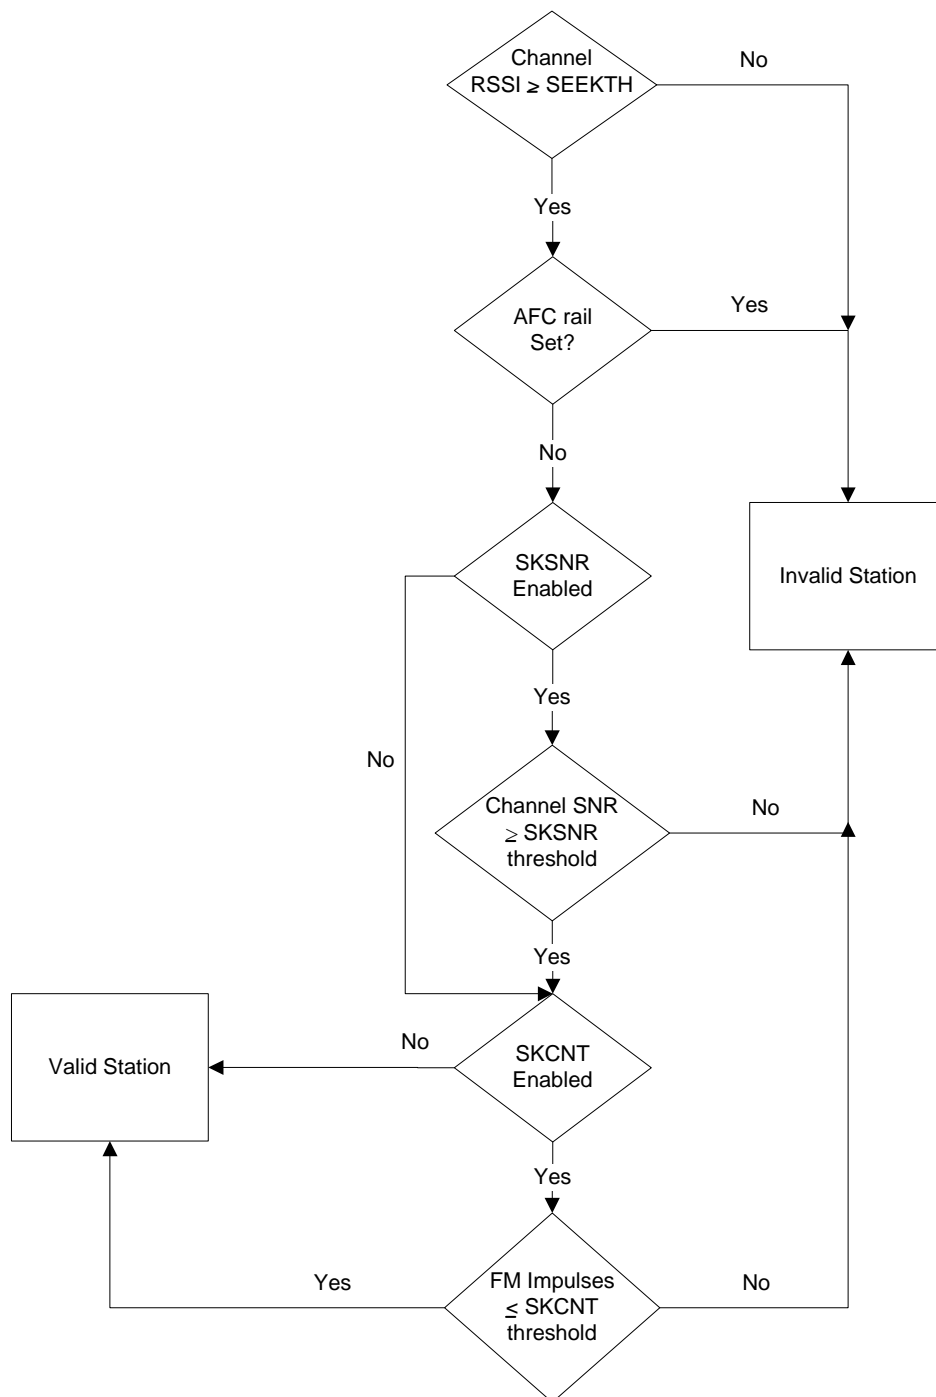 Channel
RSSI ≥ SEEKTH
No
Yes
AFC rail
Set?
Yes
No
SKSNR
Enabled
Invalid Station
Yes
No
Channel SNR
≥ SKSNR
threshold
No
Yes
Valid Station
No
SKCNT
Enabled
Yes
Yes
FM Impulses
≤ SKCNT
threshold
No